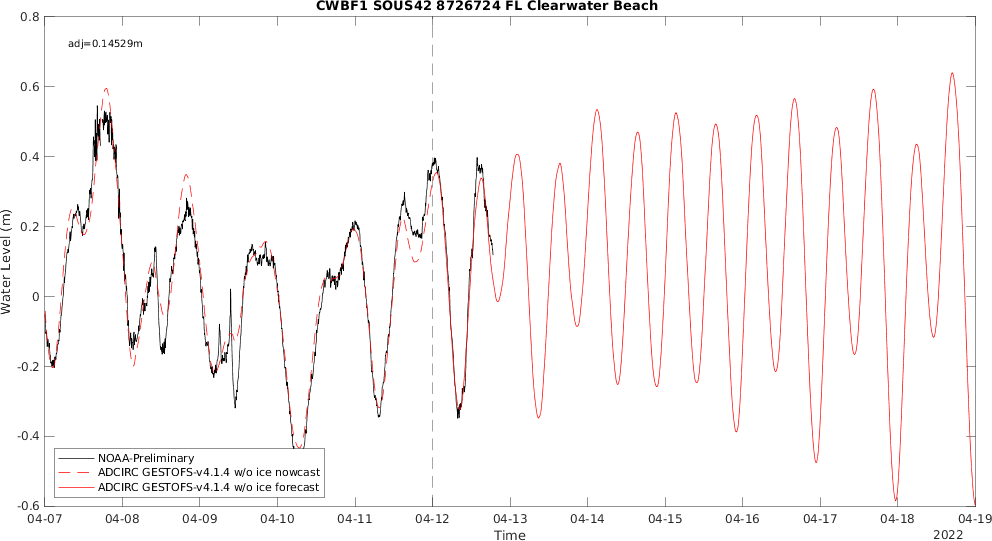 CWBF1 SOUS42 8726724 FL Clearwater Beach
adj=0.14529m
Water Level (m)
0.8
0.6
0.4
0.2
0
-0.2
-0.4
-0.6
NOAA-Preliminary
ADCIRC GESTOFS-v4.1.4 w/o ice nowcast
ADCIRC GESTOFS-v4.1.4 w/o ice forecast
04-07 04-08 04-09 04-10 04-11 04-12 04-13 04-14 04-15 04-16 04-17 04-18 04-19
Time
2022